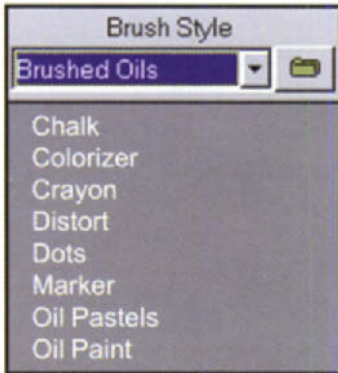 Brush Style
Brushed Oils
Chalk
Colorizer
Crayon
Distort
Dots
Marker
Oil Pastels
Oil Paint